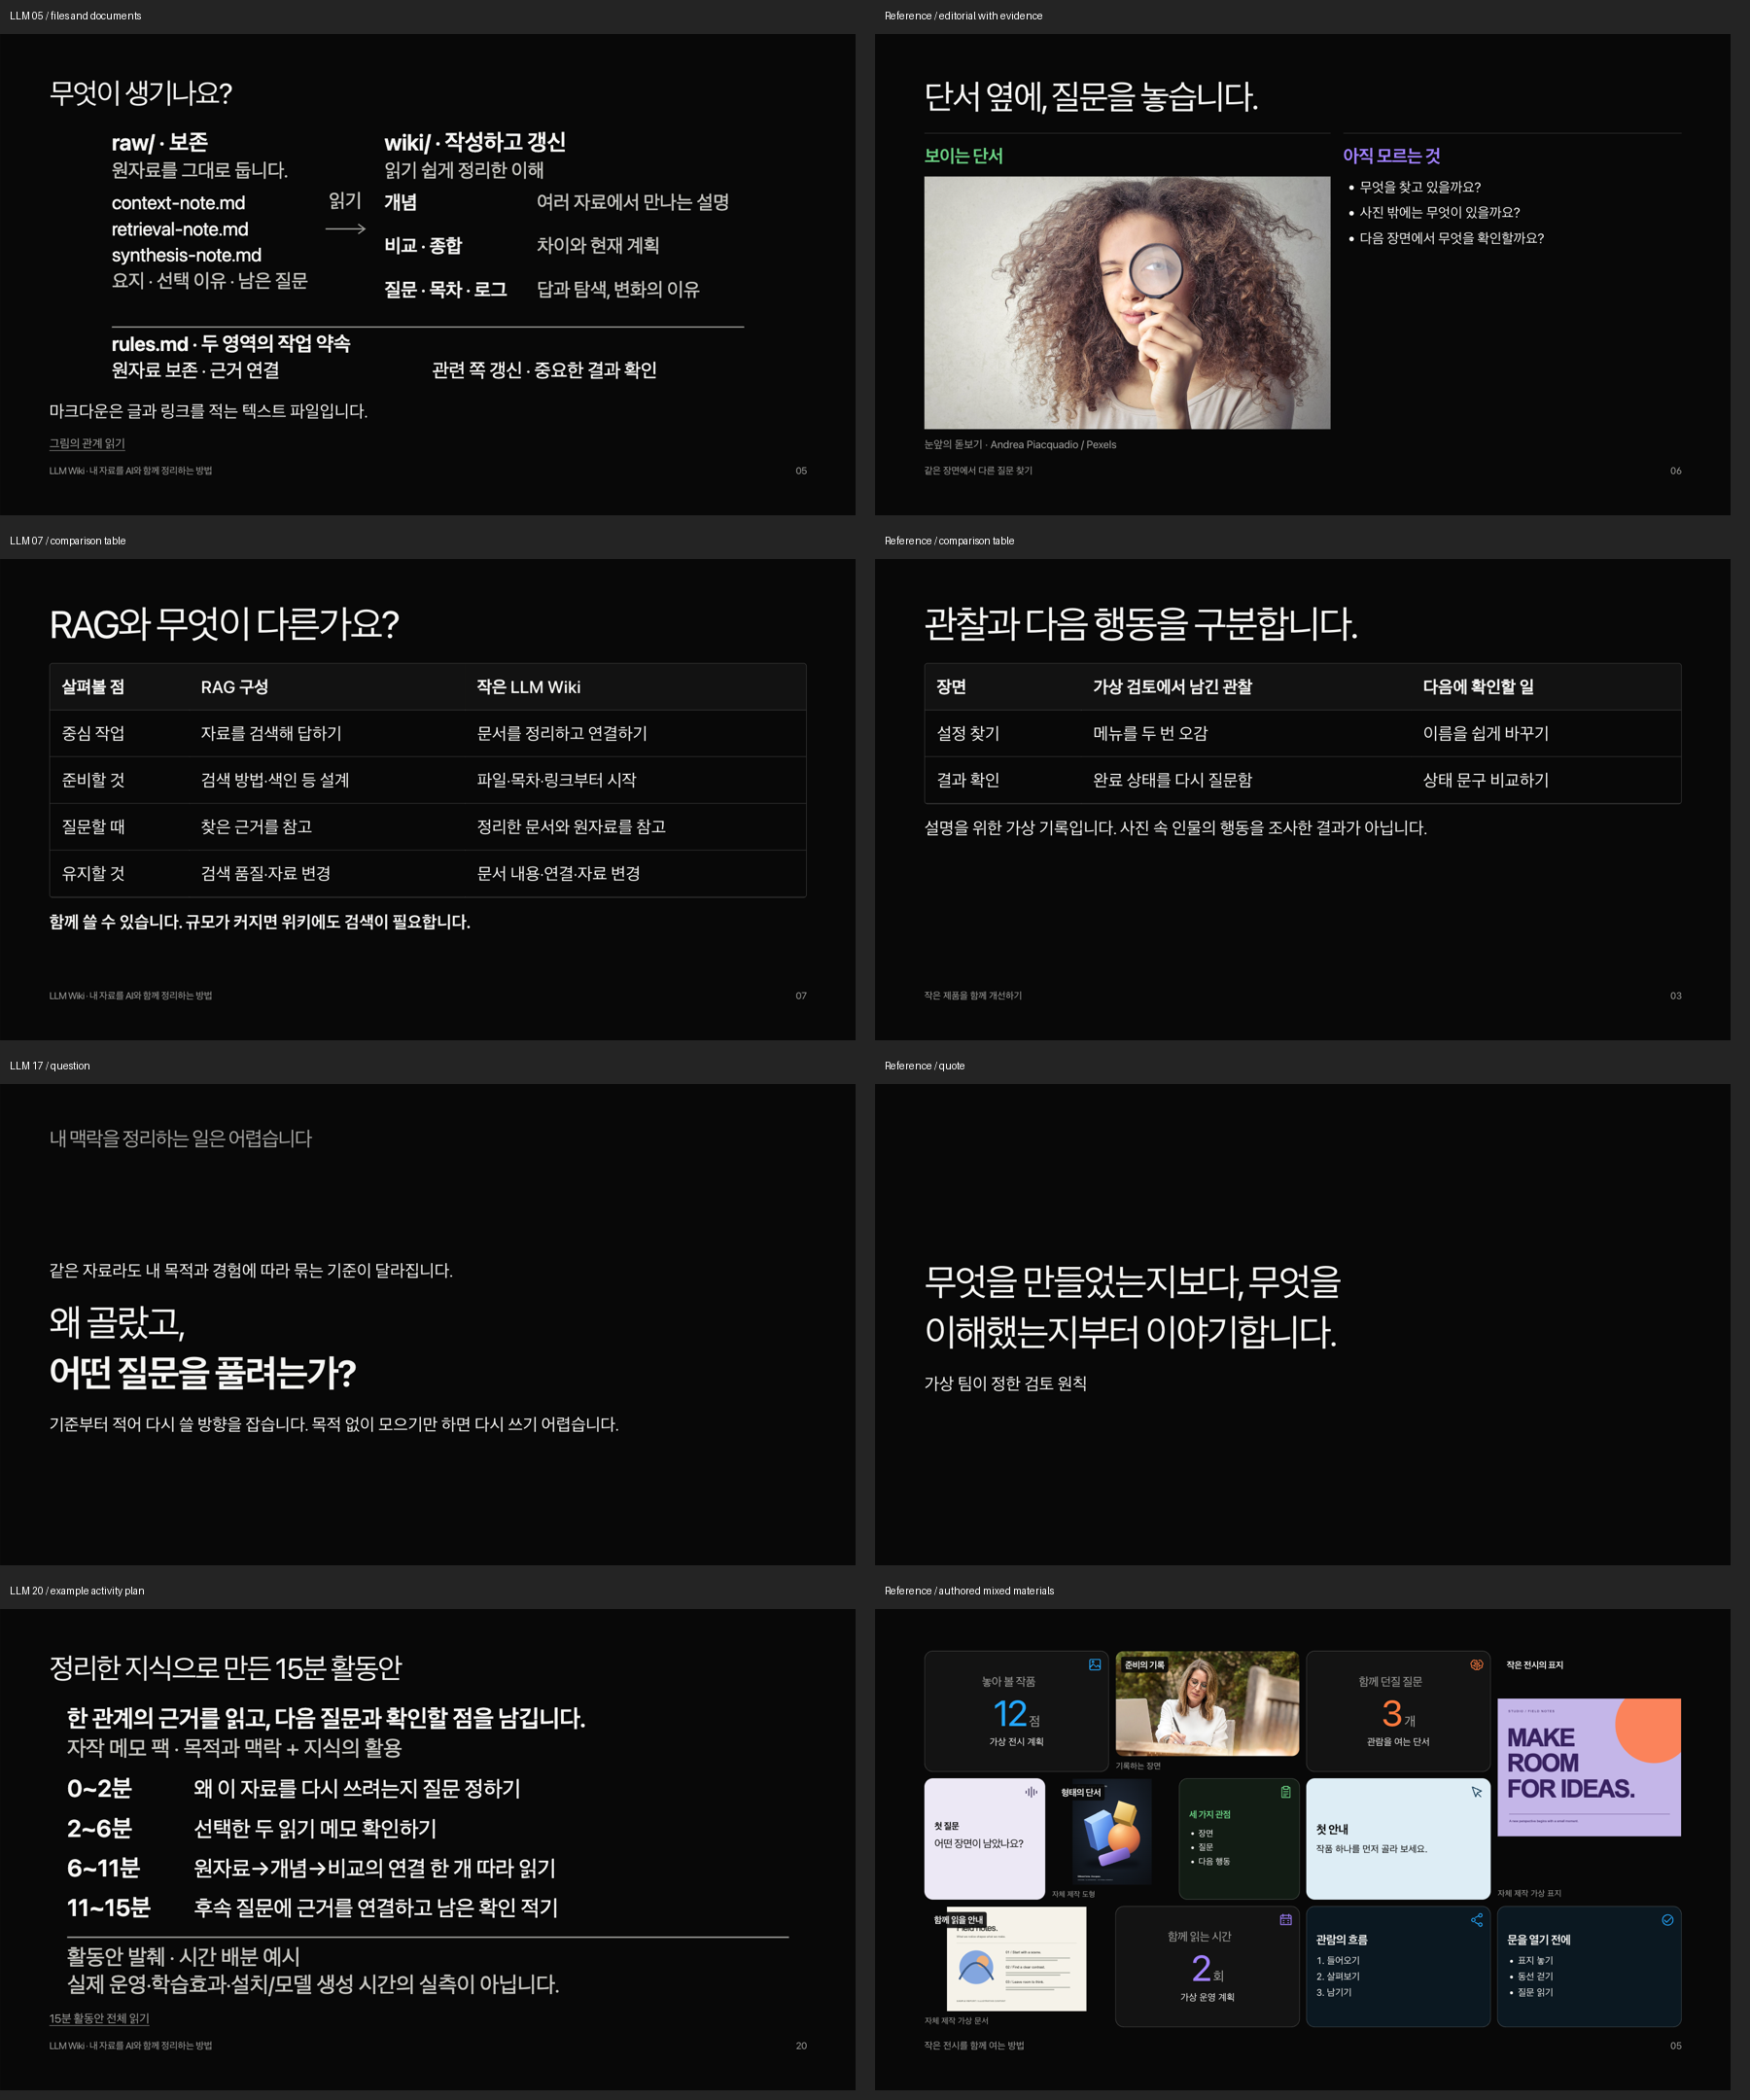 LLM 05 / files and documents
무엇이 생기나요?
raw/ · 보존
원자료를 그대로 둡니다.
context-note.md
retrieval-note.md
synthesis-note.md
요지 · 선택 이유 · 남은 질문
읽기
wiki/ · 작성하고 갱신
읽기 쉽게 정리한 이해
개념 여러 자료에서 만나는 설명
비교 · 종합 차이와 현재 계획
질문 · 목차 · 로그 답과 탐색, 변화의 이유
rules.md · 두 영역의 작업 약속
원자료 보존 · 근거 연결 관련 쪽 갱신 · 중요한 결과 확인
마크다운은 글과 링크를 적는 텍스트 파일입니다.
그림의 관계 읽기
LLM Wiki · 내 자료를 AI와 함께 정리하는 방법 05
Reference / editorial with evidence
단서 옆에, 질문을 놓습니다.
보이는 단서
눈앞의 돋보기 · Andrea Piacquadio / Pexels
아직 모르는 것
• 무엇을 찾고 있을까요?
• 사진 밖에는 무엇이 있을까요?
• 다음 장면에서 무엇을 확인할까요?
같은 장면에서 다른 질문 찾기 06
LLM 07 / comparison table
RAG와 무엇이 다른가요?
살펴볼 점 RAG 구성 작은 LLM Wiki
중심 작업 자료를 검색해 답하기 문서를 정리하고 연결하기
준비할 것 검색 방법·색인 등 설계 파일·목차·링크부터 시작
질문할 때 찾은 근거를 참고 정리한 문서와 원자료를 참고
유지할 것 검색 품질·자료 변경 문서 내용·연결·자료 변경
함께 쓸 수 있습니다. 규모가 커지면 위키에도 검색이 필요합니다.
LLM Wiki · 내 자료를 AI와 함께 정리하는 방법 07
Reference / comparison table
관찰과 다음 행동을 구분합니다.
장면 가상 검토에서 남긴 관찰 다음에 확인할 일
설정 찾기 메뉴를 두 번 오감 이름을 쉽게 바꾸기
결과 확인 완료 상태를 다시 질문함 상태 문구 비교하기
설명을 위한 가상 기록입니다. 사진 속 인물의 행동을 조사한 결과가 아닙니다.
작은 제품을 함께 개선하기 03
LLM 17 / question
내 맥락을 정리하는 일은 어렵습니다
같은 자료라도 내 목적과 경험에 따라 묶는 기준이 달라집니다.
왜 골랐고,
어떤 질문을 풀려는가?
기준부터 적어 다시 쓸 방향을 잡습니다. 목적 없이 모으기만 하면 다시 쓰기 어렵습니다.
Reference / quote
무엇을 만들었는지보다, 무엇을
이해했는지부터 이야기합니다.
가상 팀이 정한 검토 원칙
LLM 20 / example activity plan
정리한 지식으로 만든 15분 활동안
한 관계의 근거를 읽고, 다음 질문과 확인할 점을 남깁니다.
자작 메모 팩 · 목적과 맥락 + 지식의 활용
0~2분 왜 이 자료를 다시 쓰려는지 질문 정하기
2~6분 선택한 두 읽기 메모 확인하기
6~11분 원자료→개념→비교의 연결 한 개 따라 읽기
11~15분 후속 질문에 근거를 연결하고 남은 확인 적기
활동안 발췌 · 시간 배분 예시
실제 운영·학습효과·설치/모델 생성 시간의 실측이 아닙니다.
15분 활동안 전체 읽기
LLM Wiki · 내 자료를 AI와 함께 정리하는 방법 20
Reference / authored mixed materials
놓아 볼 작품
12점
가상 전시 계획
준비의 기록
기록하는 장면
함께 던질 질문
3개
관람을 여는 단서
작은 전시의 표지
MAKE
ROOM
FOR IDEAS.
자체 제작 가상 표지
첫 질문
어떤 장면이 남았나요?
형태의 단서
자체 제작 도형
세 가지 관점
• 장면
• 질문
• 다음 행동
첫 안내
작품 하나를 먼저 골라 보세요.
함께 읽을 안내
자체 제작 가상 문서
함께 읽는 시간
2회
가상 운영 계획
관람의 흐름
1. 들어오기
2. 살펴보기
3. 남기기
문을 열기 전에
• 표지 놓기
• 동선 걷기
• 질문 읽기
작은 전시를 함께 여는 방법 05